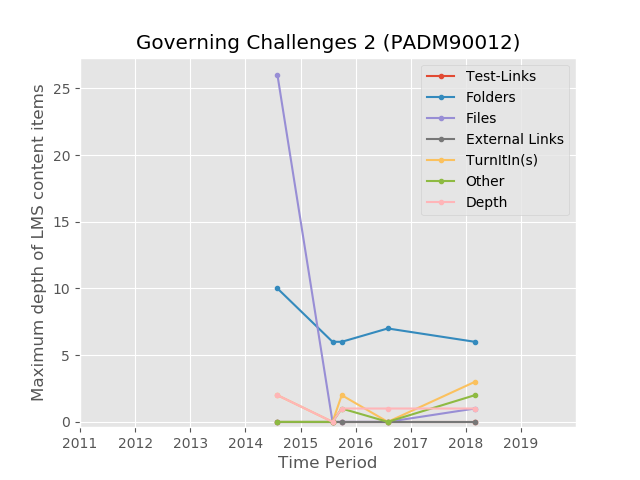 Governing Challenges 2 (PADM90012)
Maximum depth of LMS content items
25
20
15
10
5
0
Test-Links
Folders
Files
External Links
TurnItIn(s)
Other
Depth
2011 2012 2013 2014 2015 2016 2017 2018 2019
Time Period